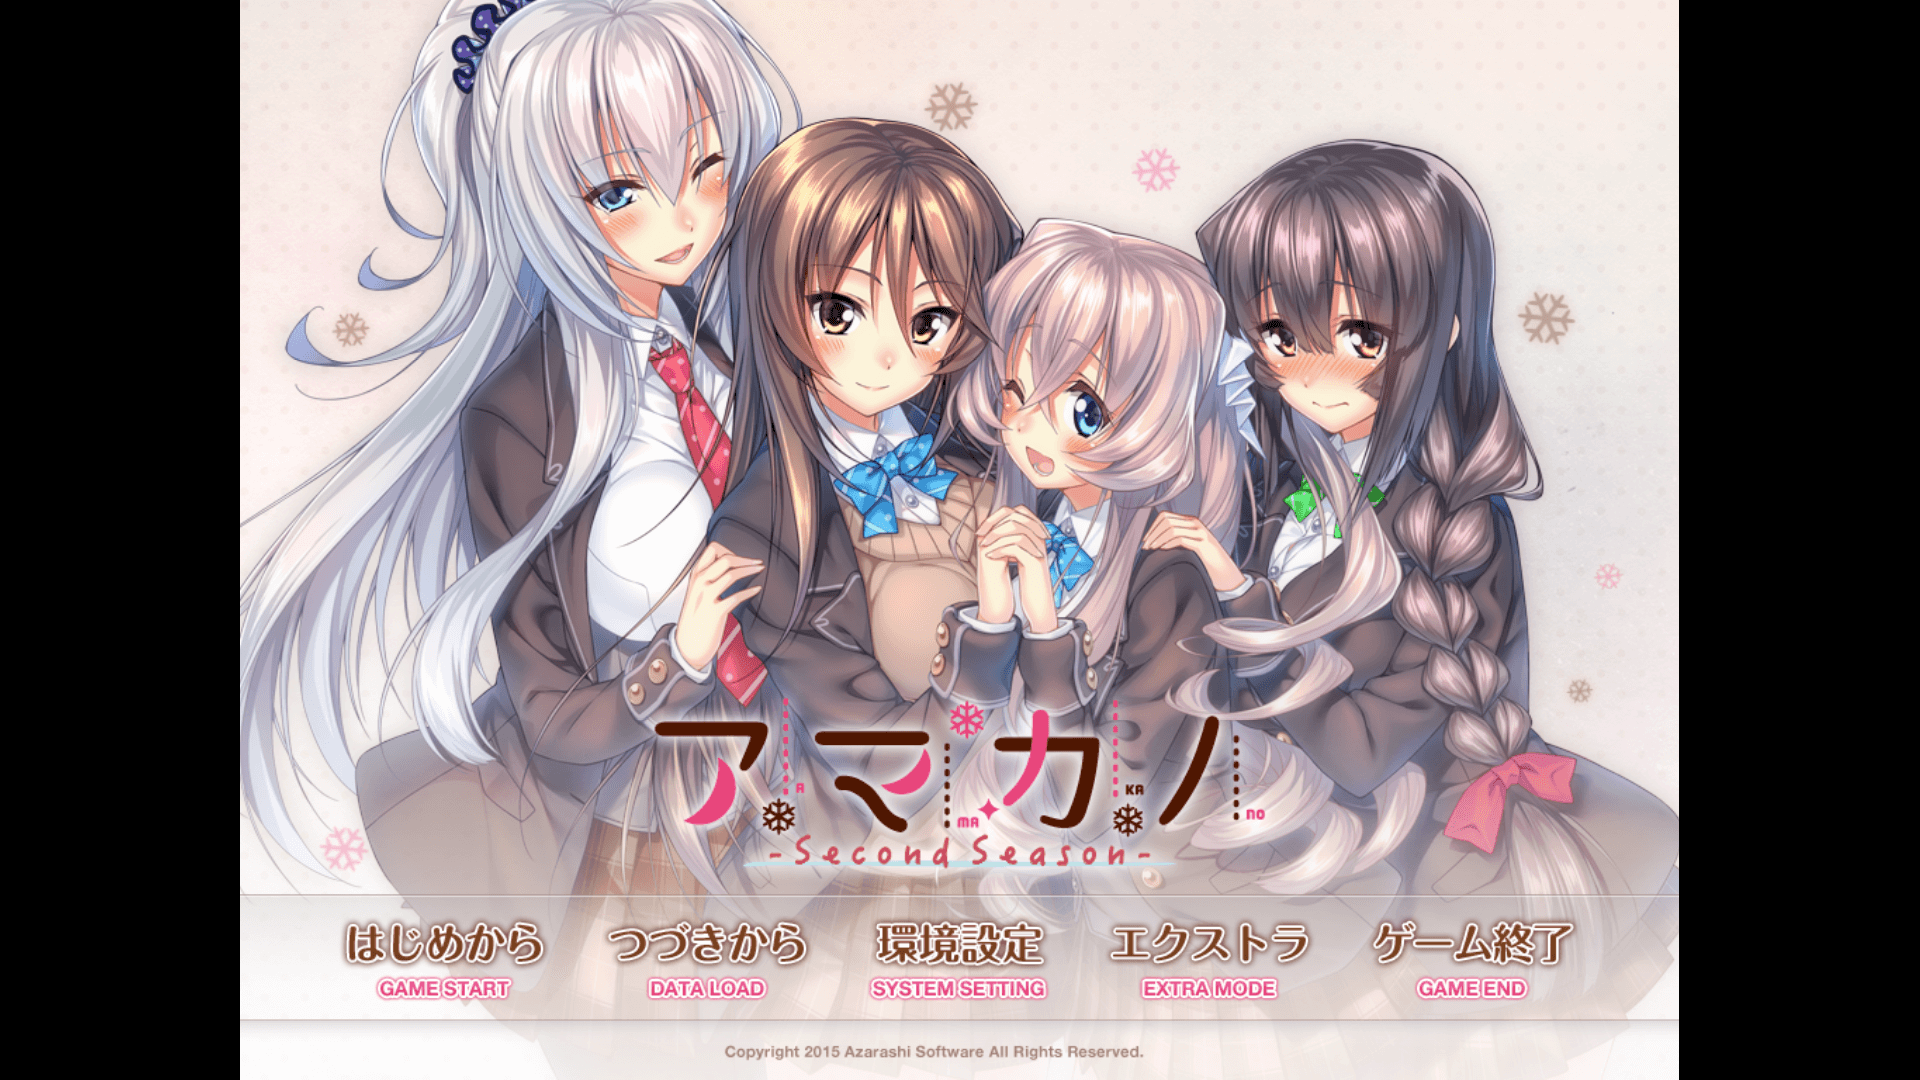 アマカノ
A MA KA NO
-Second Season-
はじめから つづきから 環境設定 エクストラ ゲーム終了
GAME START DATA LOAD SYSTEM SETTING EXTRA MODE GAME END
Copyright 2015 Azarashi Software All Rights Reserved.